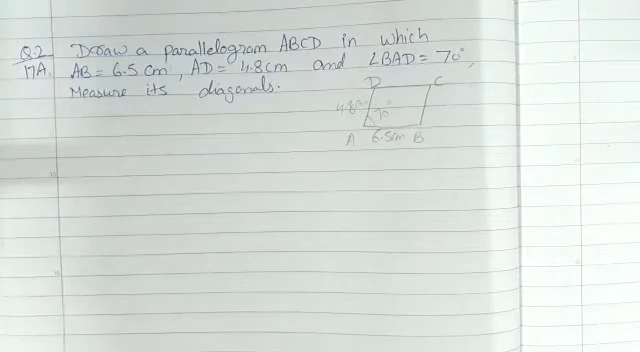 Q.2 Draw a parallelogram ABCD in which
17A AB = 6.5 cm, AD = 4.8cm and ∠BAD = 70°,
Measure its diagonals.
D C
4.8cm 70°
A 6.5cm B